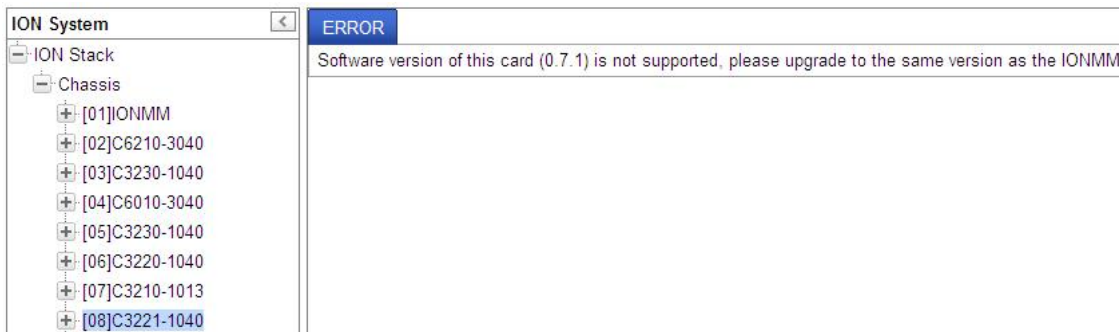 ION System
ION Stack
Chassis
[01]IONMM
[02]C6210-3040
[03]C3230-1040
[04]C6010-3040
[05]C3230-1040
[06]C3220-1040
[07]C3210-1013
[08]C3221-1040
ERROR
Software version of this card (0.7.1) is not supported, please upgrade to the same version as the IONMM